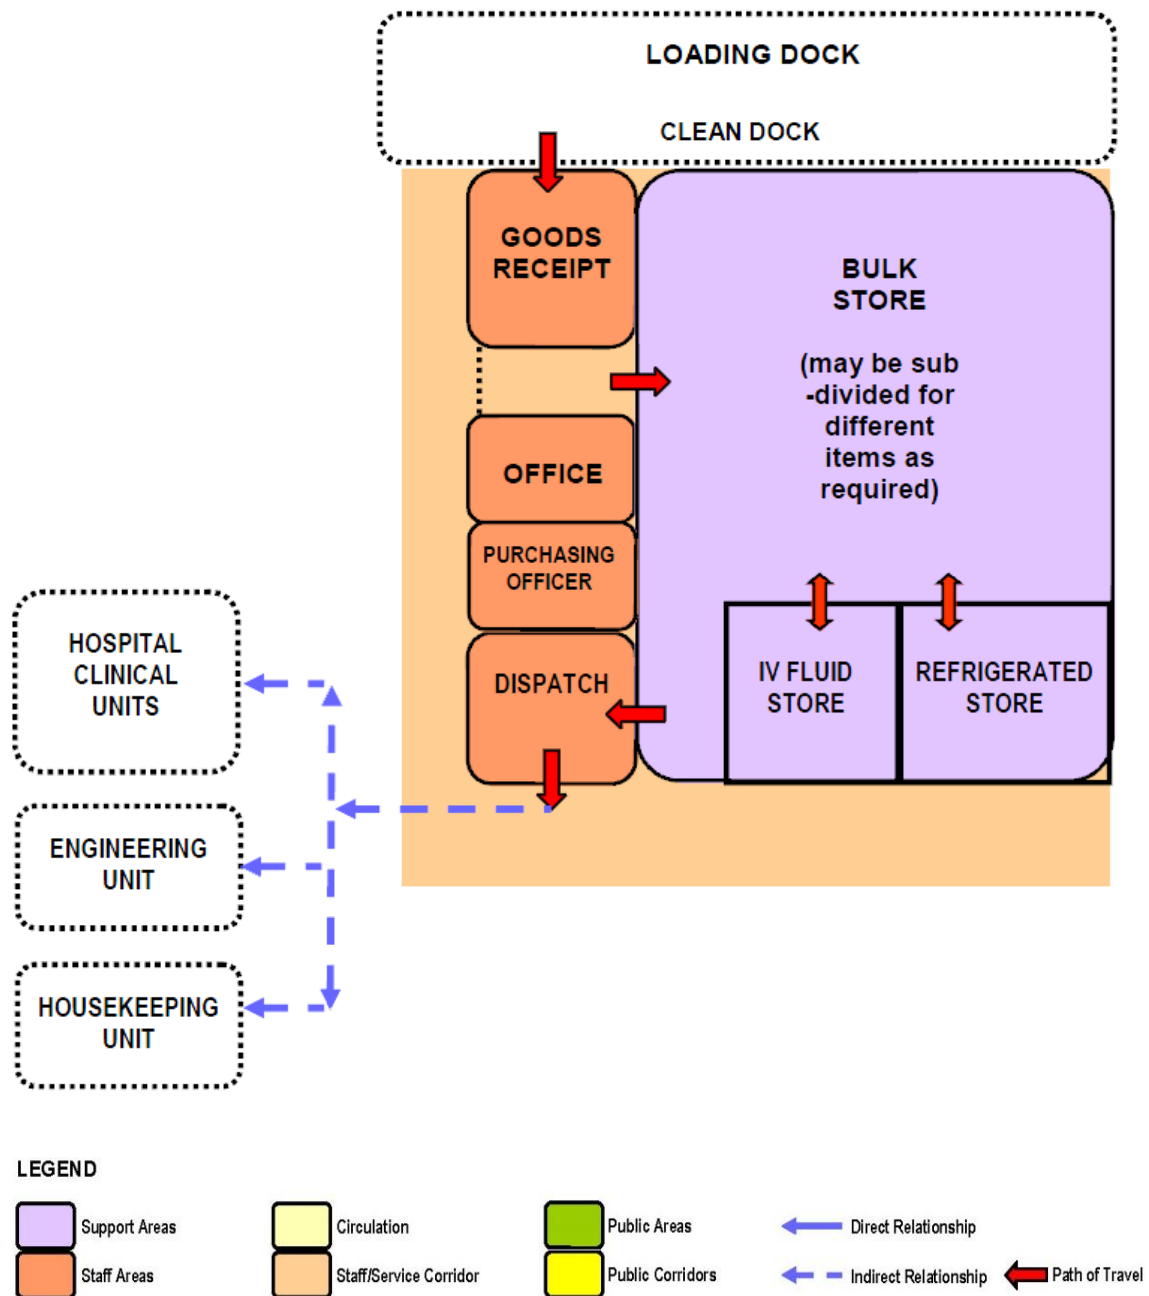 LOADING DOCK
CLEAN DOCK
GOODS
RECEIPT
BULK
STORE
(may be sub
-divided for
different
items as
required)
OFFICE
PURCHASING
OFFICER
DISPATCH
IV FLUID
STORE
REFRIGERATED
STORE
HOSPITAL
CLINICAL
UNITS
ENGINEERING
UNIT
HOUSEKEEPING
UNIT
LEGEND
Support Areas
Circulation
Public Areas
Direct Relationship
Staff Areas
Staff/Service Corridor
Public Corridors
Indirect Relationship
Path of Travel